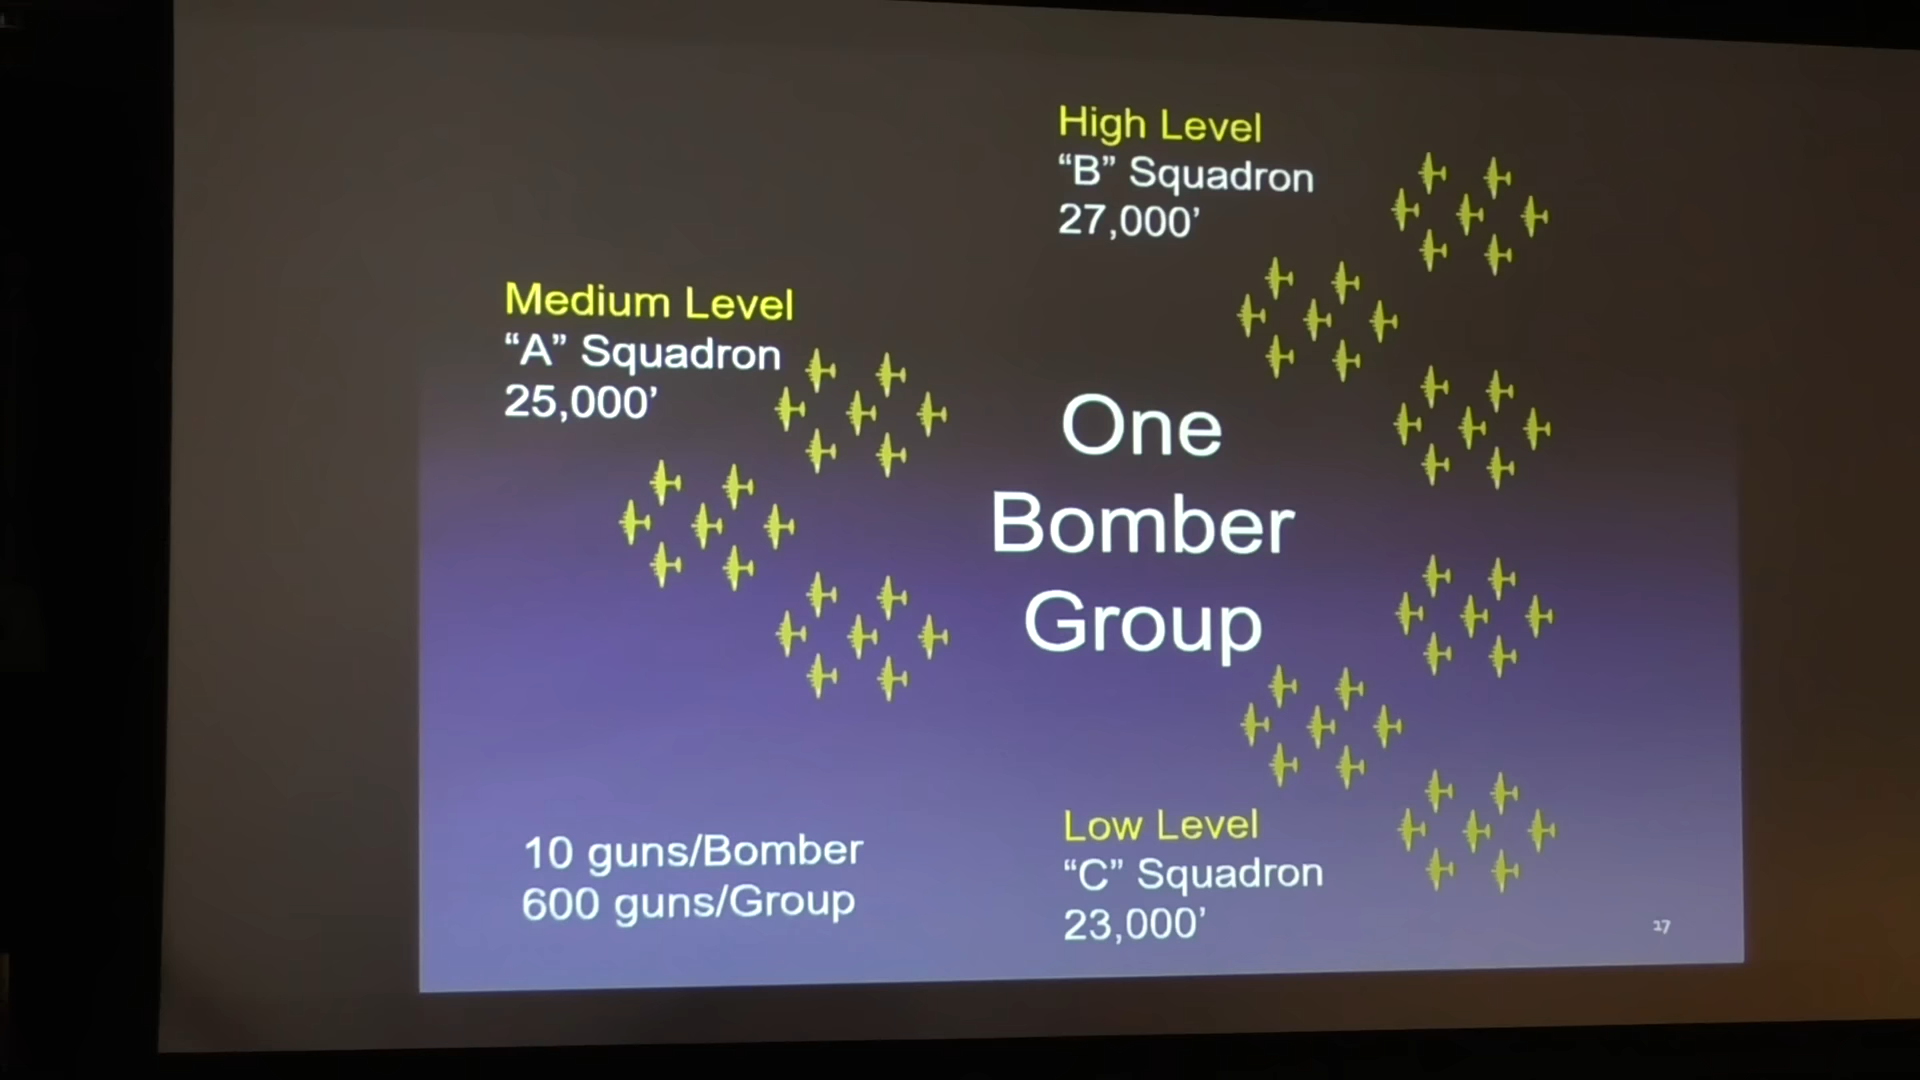 High Level
“B” Squadron
27,000’
Medium Level
“A” Squadron
25,000’
One
Bomber
Group
10 guns/Bomber
600 guns/Group
Low Level
“C” Squadron
23,000’
27